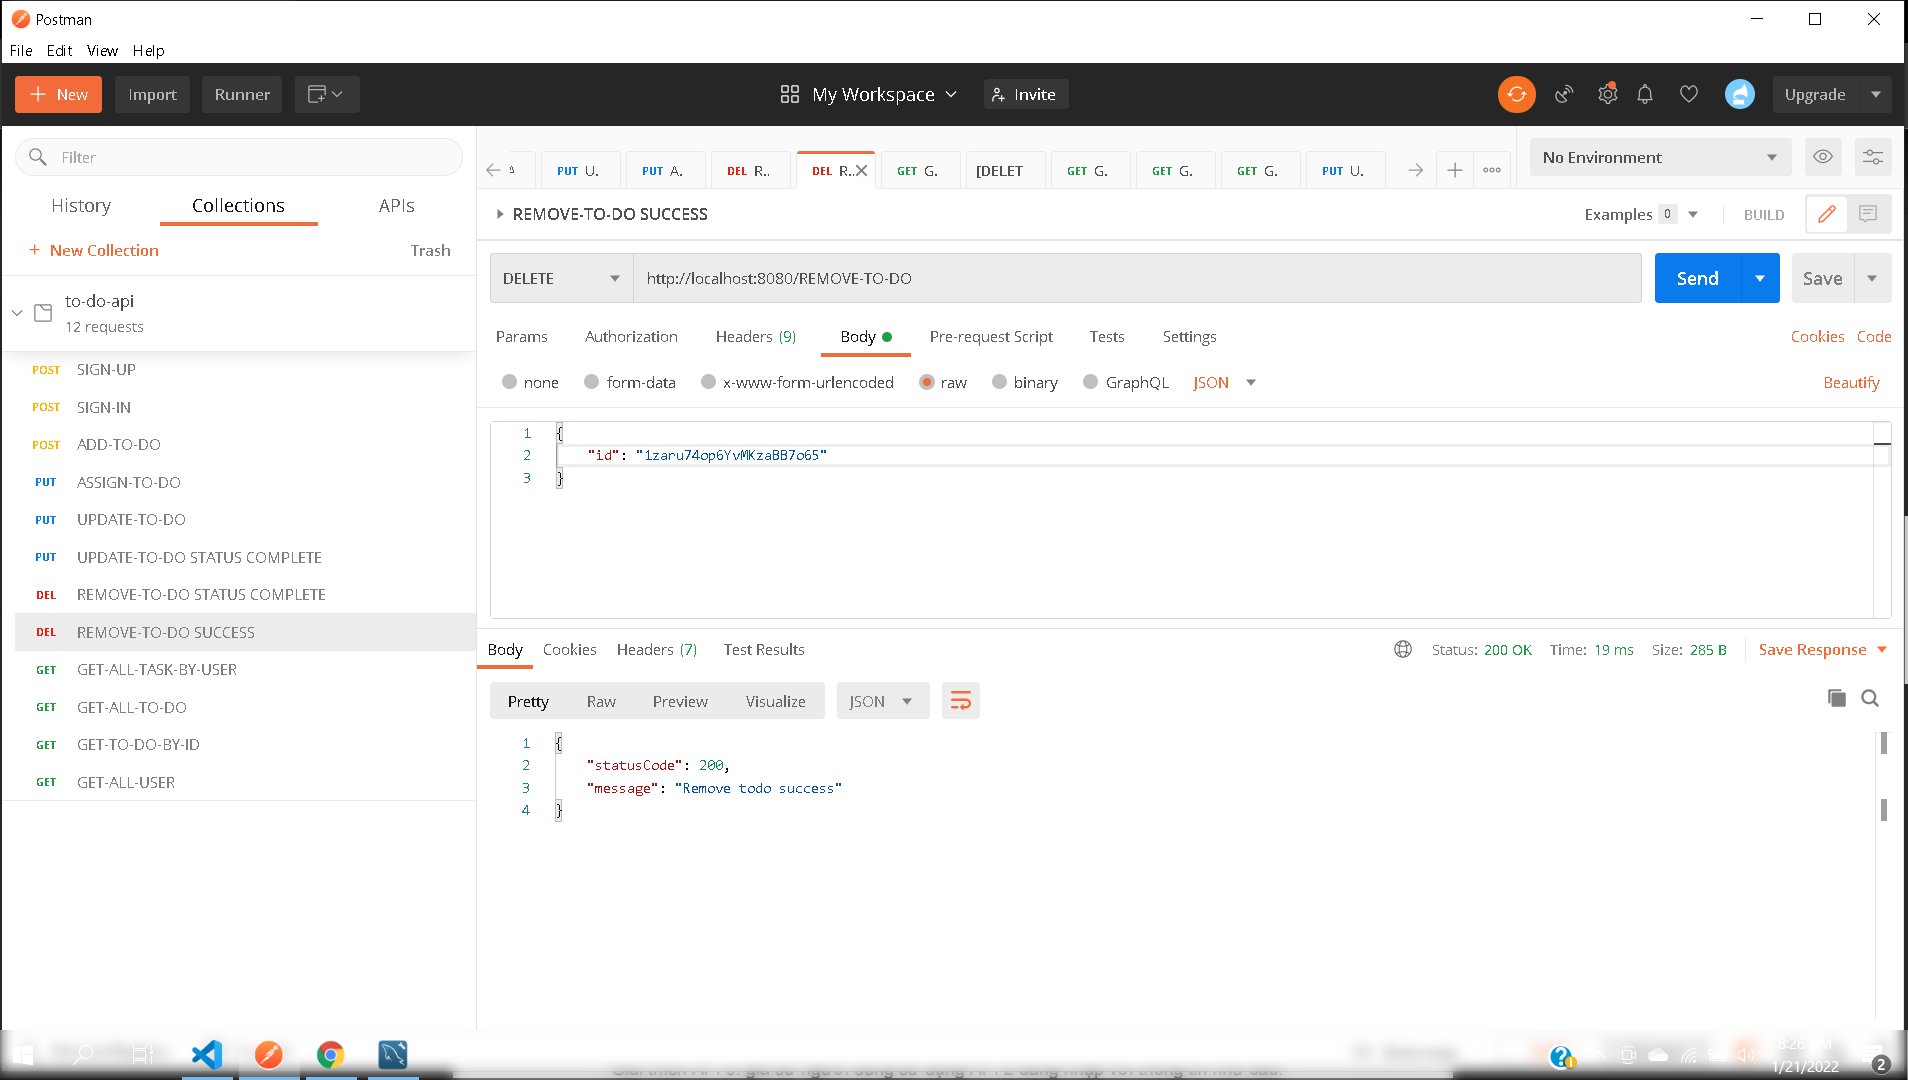 Postman
File Edit View Help
New Import Runner My Workspace Invite Upgrade
Filter
History Collections APIs
+ New Collection Trash
to-do-api
12 requests
POST SIGN-UP
POST SIGN-IN
POST ADD-TO-DO
PUT ASSIGN-TO-DO
PUT UPDATE-TO-DO
PUT UPDATE-TO-DO STATUS COMPLETE
DEL REMOVE-TO-DO STATUS COMPLETE
DEL REMOVE-TO-DO SUCCESS
GET GET-ALL-TASK-BY-USER
GET GET-ALL-TO-DO
GET GET-TO-DO-BY-ID
GET GET-ALL-USER
PUT U. PUT A. DEL R.. DEL R.. GET G. [DELET GET G. GET G. GET G. PUT U. No Environment
REMOVE-TO-DO SUCCESS Examples 0 BUILD
DELETE http://localhost:8080/REMOVE-TO-DO Send Save
Params Authorization Headers (9) Body Pre-request Script Tests Settings Cookies Code
none form-data x-www-form-urlencoded raw binary GraphQL JSON Beautify
1 {
2 "id": "1zaru74op6YvMKzaBB7o65"
3 }
Body Cookies Headers (7) Test Results Status: 200 OK Time: 19 ms Size: 285 B Save Response
Pretty Raw Preview Visualize JSON
1 {
2 "statusCode": 200,
3 "message": "Remove todo success"
4 }
1/21/2022
2